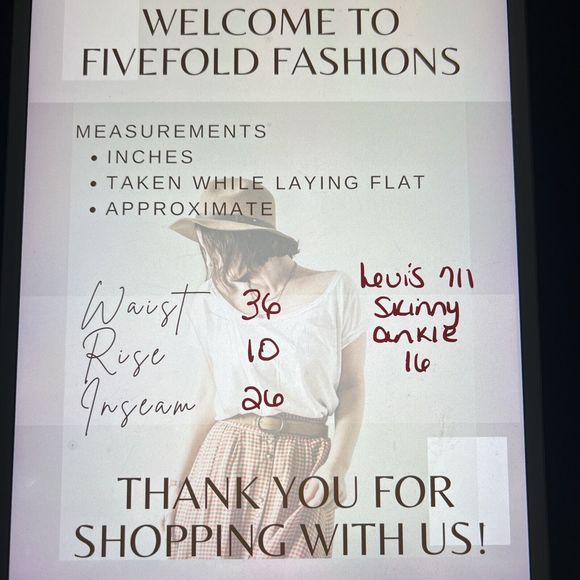 WELCOME TO
FIVEFOLD FASHIONS
MEASUREMENTS
• INCHES
• TAKEN WHILE LAYING FLAT
• APPROXIMATE
Waist 36
Rise 10
Inseam 26
Levi's 711
Skinny
ankle
16
THANK YOU FOR
SHOPPING WITH US!